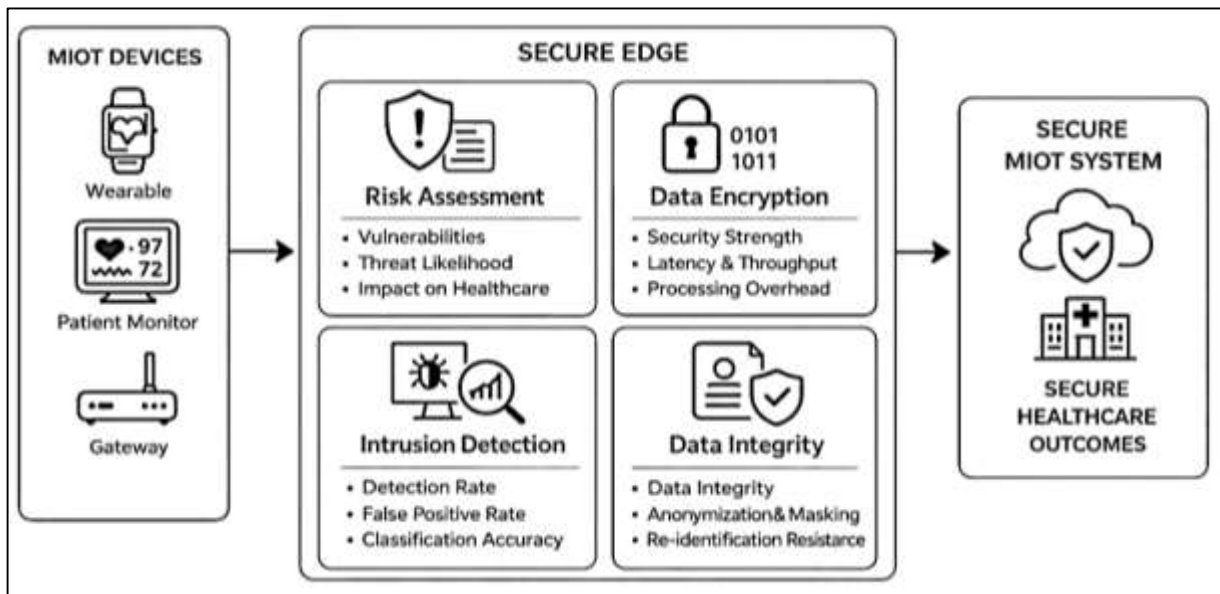 MIOT DEVICES
Wearable
97
72
Patient Monitor
Gateway
SECURE EDGE
0101
1011
Risk Assessment
• Vulnerabilities
• Threat Likelihood
• Impact on Healthcare
Data Encryption
• Security Strength
• Latency & Throughput
• Processing Overhead
Intrusion Detection
• Detection Rate
• False Positive Rate
• Classification Accuracy
Data Integrity
• Data Integrity
• Anonymization& Masking
• Re-identification Resistance
SECURE
MIOT SYSTEM
SECURE
HEALTHCARE
OUTCOMES